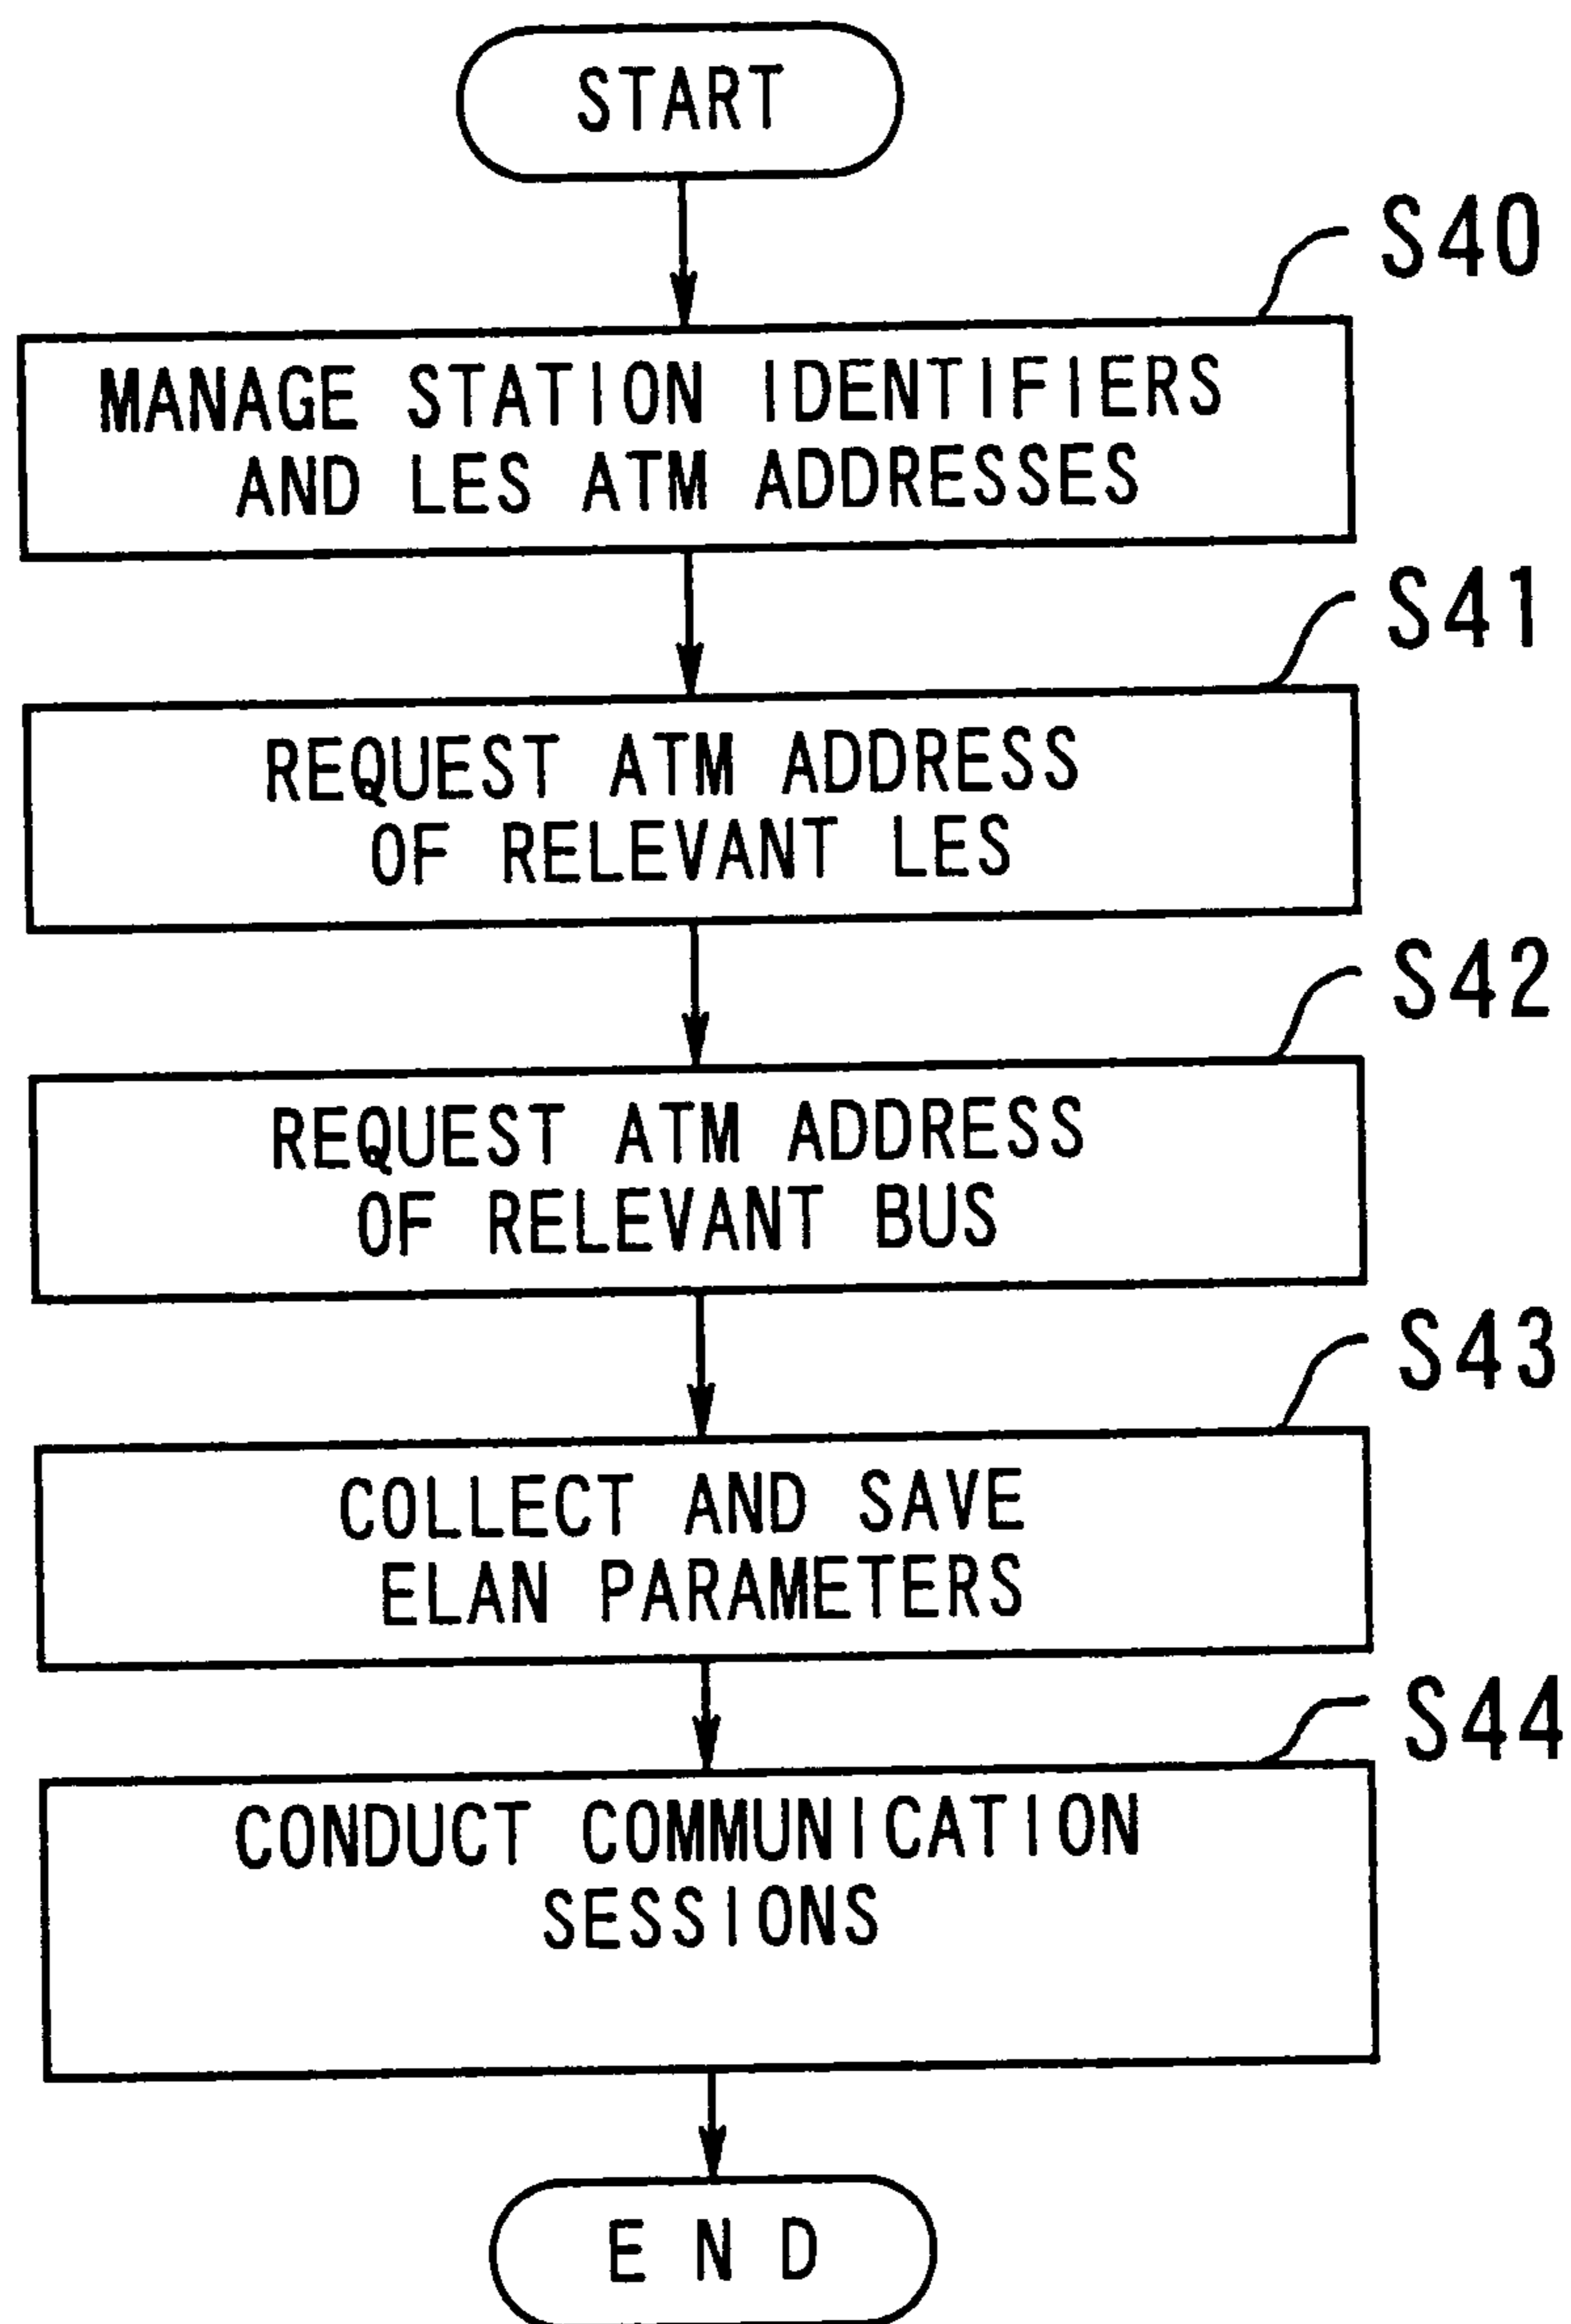 START
S40
MANAGE STATION IDENTIFIERS
AND LES ATM ADDRESSES
S41
REQUEST ATM ADDRESS
OF RELEVANT LES
S42
REQUEST ATM ADDRESS
OF RELEVANT BUS
S43
COLLECT AND SAVE
ELAN PARAMETERS
S44
CONDUCT COMMUNICATION
SESSIONS
END